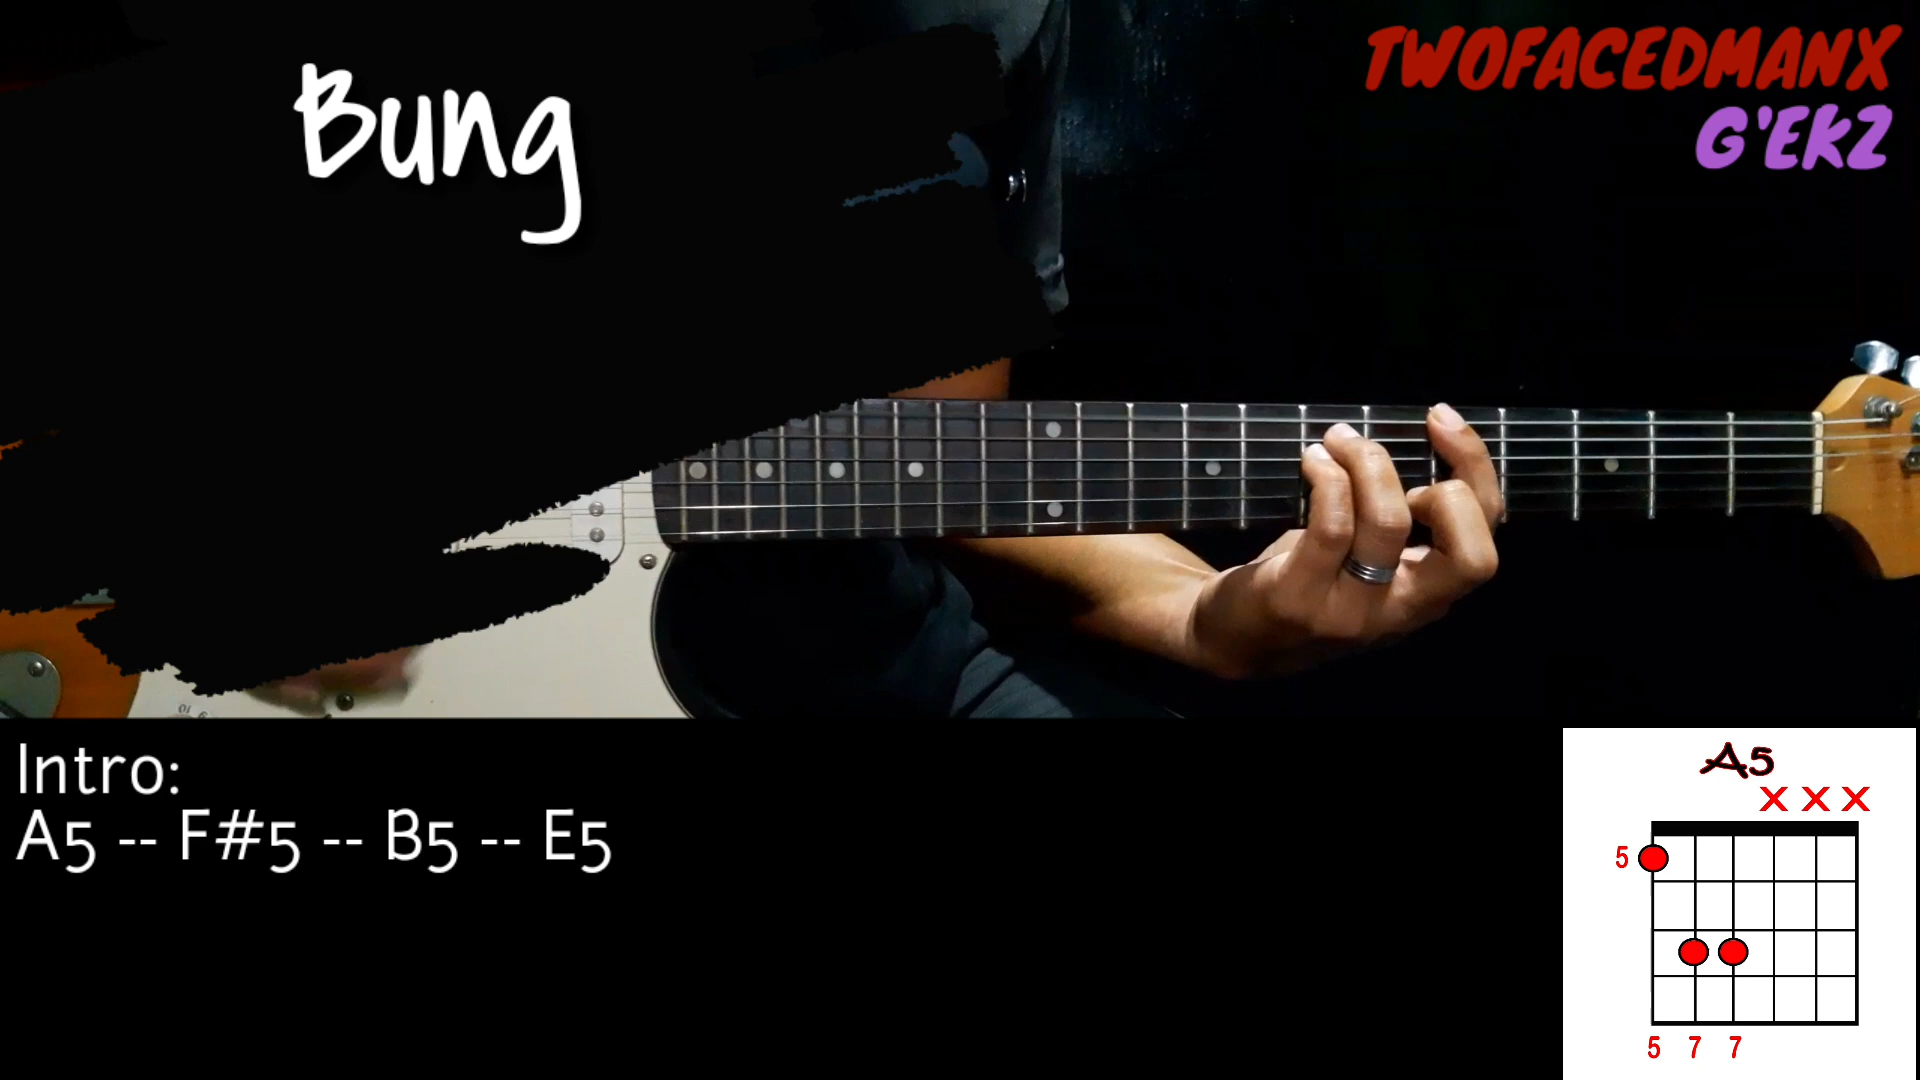 Bung
TWOFACEDMANX
G'EKZ
Intro:
A5 -- F#5 -- B5 -- E5
A5
X X X
5
5 7 7